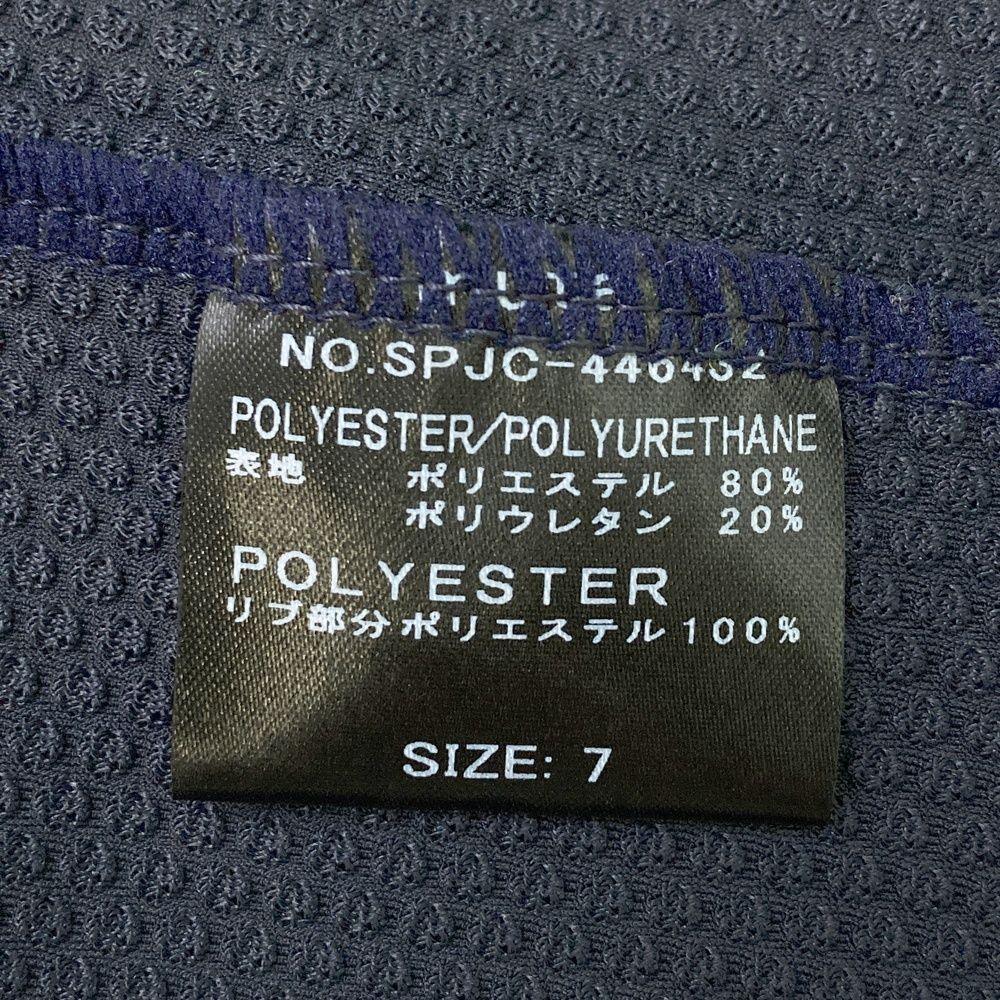 NO.SPJC-446432
POLYESTER/POLYURETHANE
表地 ポリエステル 80%
ポリウレタン 20%
POLYESTER
リブ部分ポリエステル100%
SIZE: 7